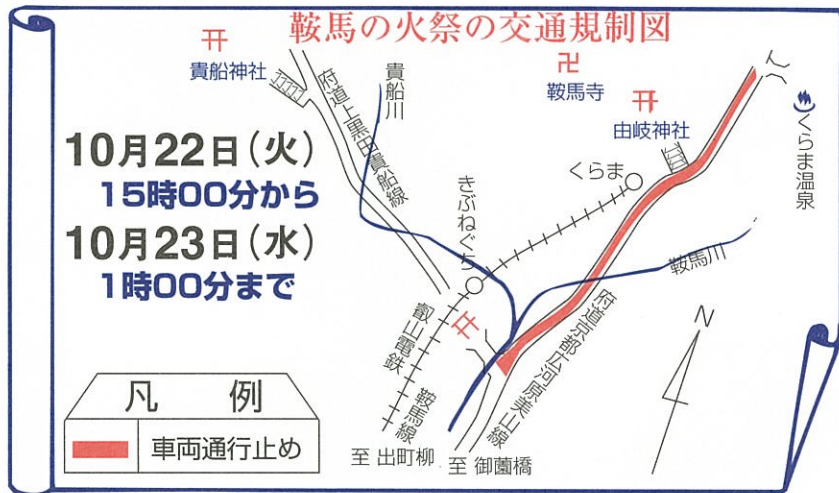 鞍馬の火祭の交通規制図
貴船神社
府道上黒田貴船線
貴船川
鞍馬寺
由岐神社
くらま温泉
10月22日(火)
15時00分から
10月23日(水)
1時00分まで
くらま
きぶねぐち
鞍馬川
府道京都広河原美山線
N
叡山電鉄
鞍馬線
凡 例
車両通行止め
至 出町柳
至 御薗橋